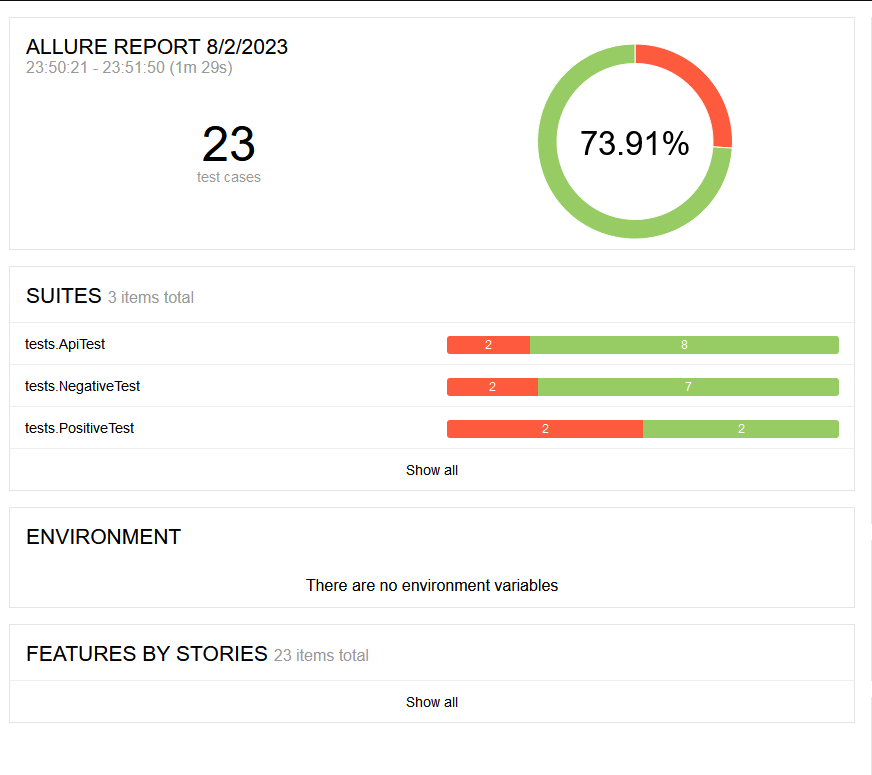 ALLURE REPORT 8/2/2023
23:50:21 - 23:51:50 (1m 29s)
23
test cases
73.91%
SUITES 3 items total
tests.ApiTest 2 8
tests.NegativeTest 2 7
tests.PositiveTest 2 2
Show all
ENVIRONMENT
There are no environment variables
FEATURES BY STORIES 23 items total
Show all